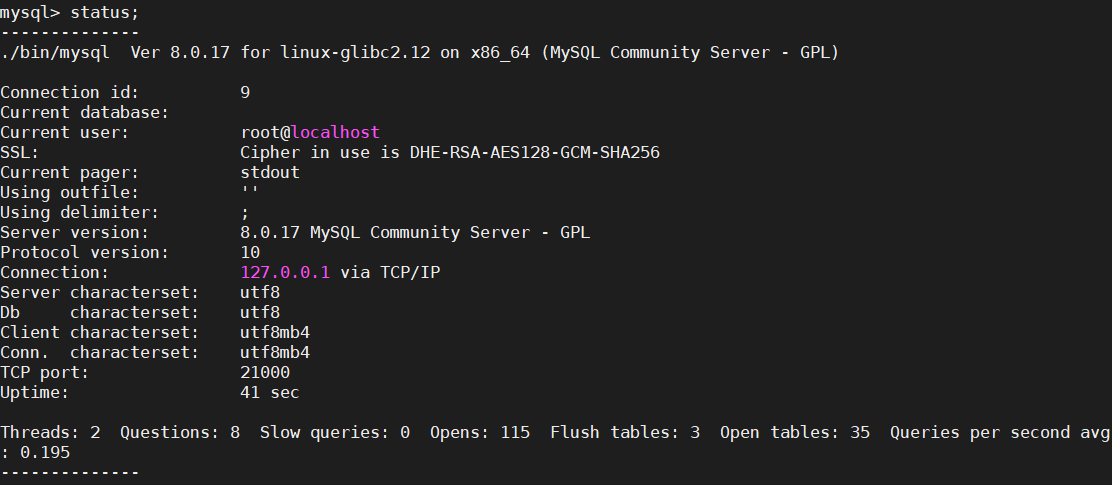 mysql> status;
--------------
./bin/mysql  Ver 8.0.17 for linux-glibc2.12 on x86_64 (MySQL Community Server - GPL)
Connection id:          9
Current database:
Current user:           root@localhost
SSL:                    Cipher in use is DHE-RSA-AES128-GCM-SHA256
Current pager:          stdout
Using outfile:          ''
Using delimiter:        ;
Server version:         8.0.17 MySQL Community Server - GPL
Protocol version:       10
Connection:             127.0.0.1 via TCP/IP
Server characterset:    utf8
Db     characterset:    utf8
Client characterset:    utf8mb4
Conn.  characterset:    utf8mb4
TCP port:               21000
Uptime:                 41 sec
Threads: 2  Questions: 8  Slow queries: 0  Opens: 115  Flush tables: 3  Open tables: 35  Queries per second avg
: 0.195
--------------